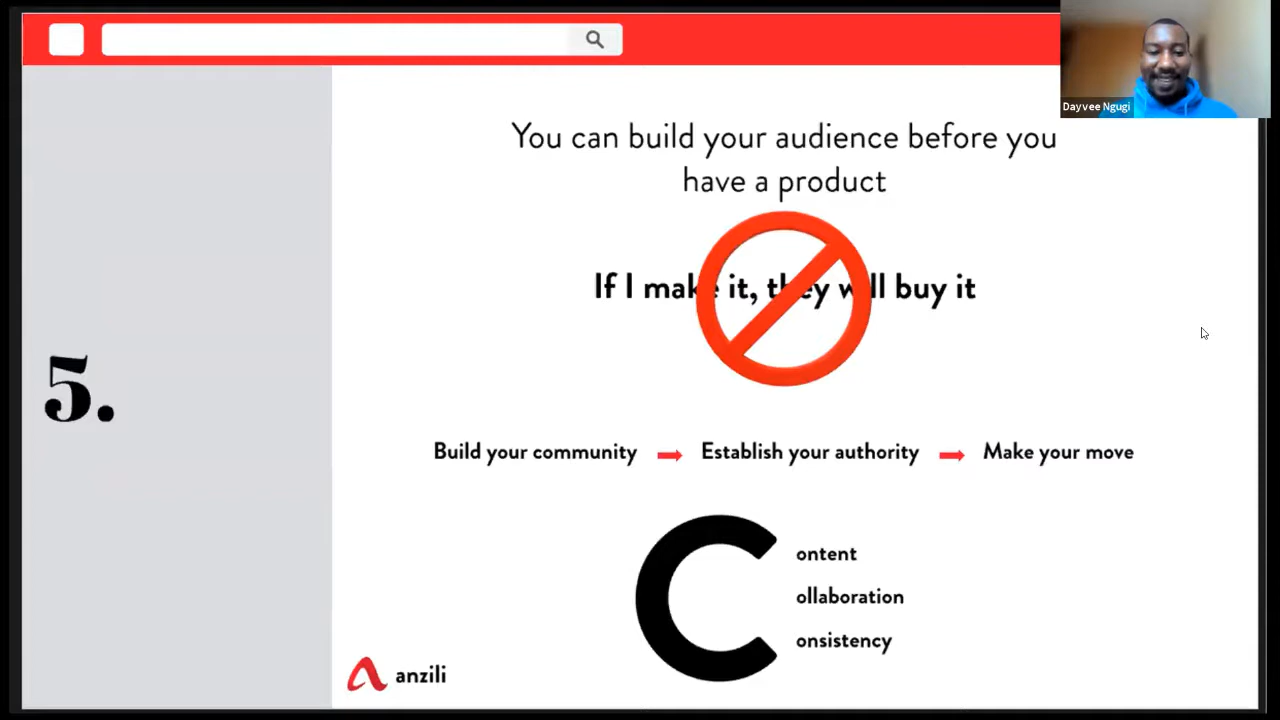 Dayvee Ngugi
You can build your audience before you
have a product
If I make it, they will buy it
5.
Build your community Establish your authority Make your move
C
ontent
ollaboration
onsistency
anzili